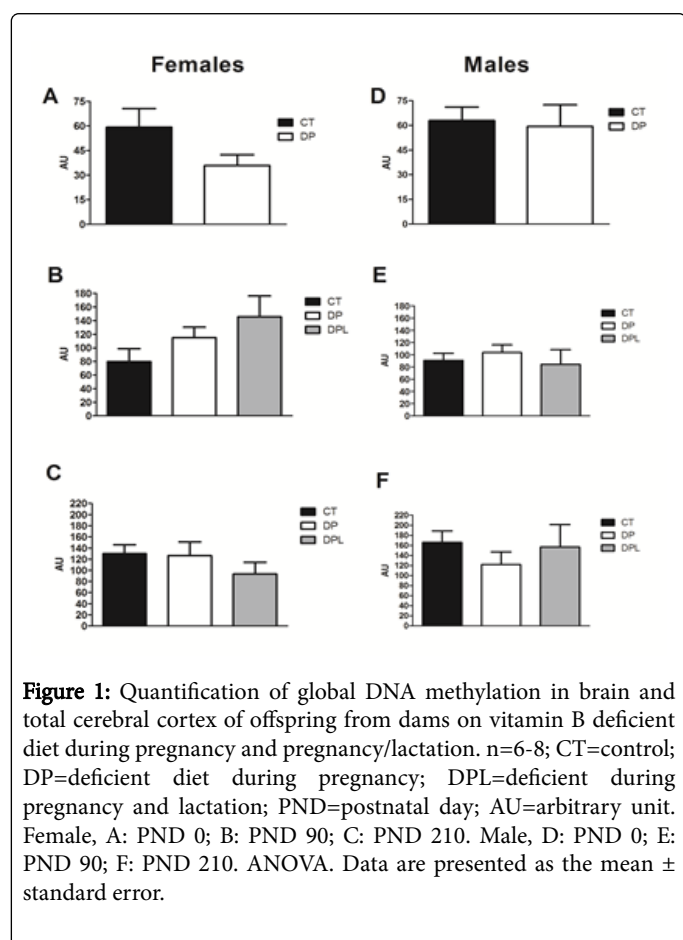 Females Males
A
75
60
45
30
15
0
AU
CT
DP
D
75
60
45
30
15
0
AU
CT
DP
B
180
160
140
120
100
80
60
40
20
0
AU
CT
DP
DPL
E
180
160
140
120
100
80
60
40
20
0
AU
CT
DP
DPL
C
220
200
180
160
140
120
100
80
60
40
20
0
AU
CT
DP
DPL
F
220
200
180
160
140
120
100
80
60
40
20
0
AU
CT
DP
DPL
Figure 1: Quantification of global DNA methylation in brain and
total cerebral cortex of offspring from dams on vitamin B deficient
diet during pregnancy and pregnancy/lactation. n=6-8; CT=control;
DP=deficient diet during pregnancy; DPL=deficient during
pregnancy and lactation; PND=postnatal day; AU=arbitrary unit.
Female, A: PND 0; B: PND 90; C: PND 210. Male, D: PND 0; E:
PND 90; F: PND 210. ANOVA. Data are presented as the mean ±
standard error.